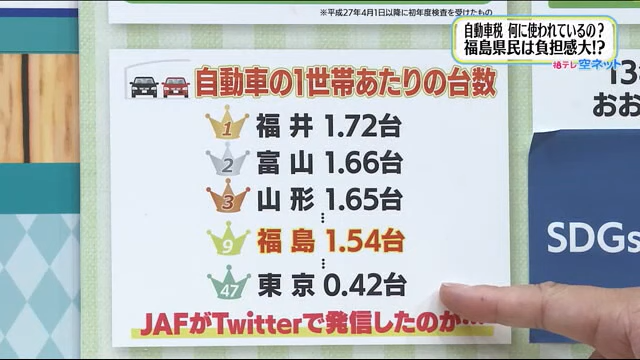 ※平成27年4月1日以降に初年度検査を受けたもの
自動車税 何に使われているの?
福島県民は負担感大!?
福テレ空ネット
自動車の1世帯あたりの台数
1 福井 1.72台
2 富山 1.66台
3 山形 1.65台
⋮
9 福島 1.54台
⋮
47 東京 0.42台
JAFがTwitterで発信したのが…
13
おお
SDGs